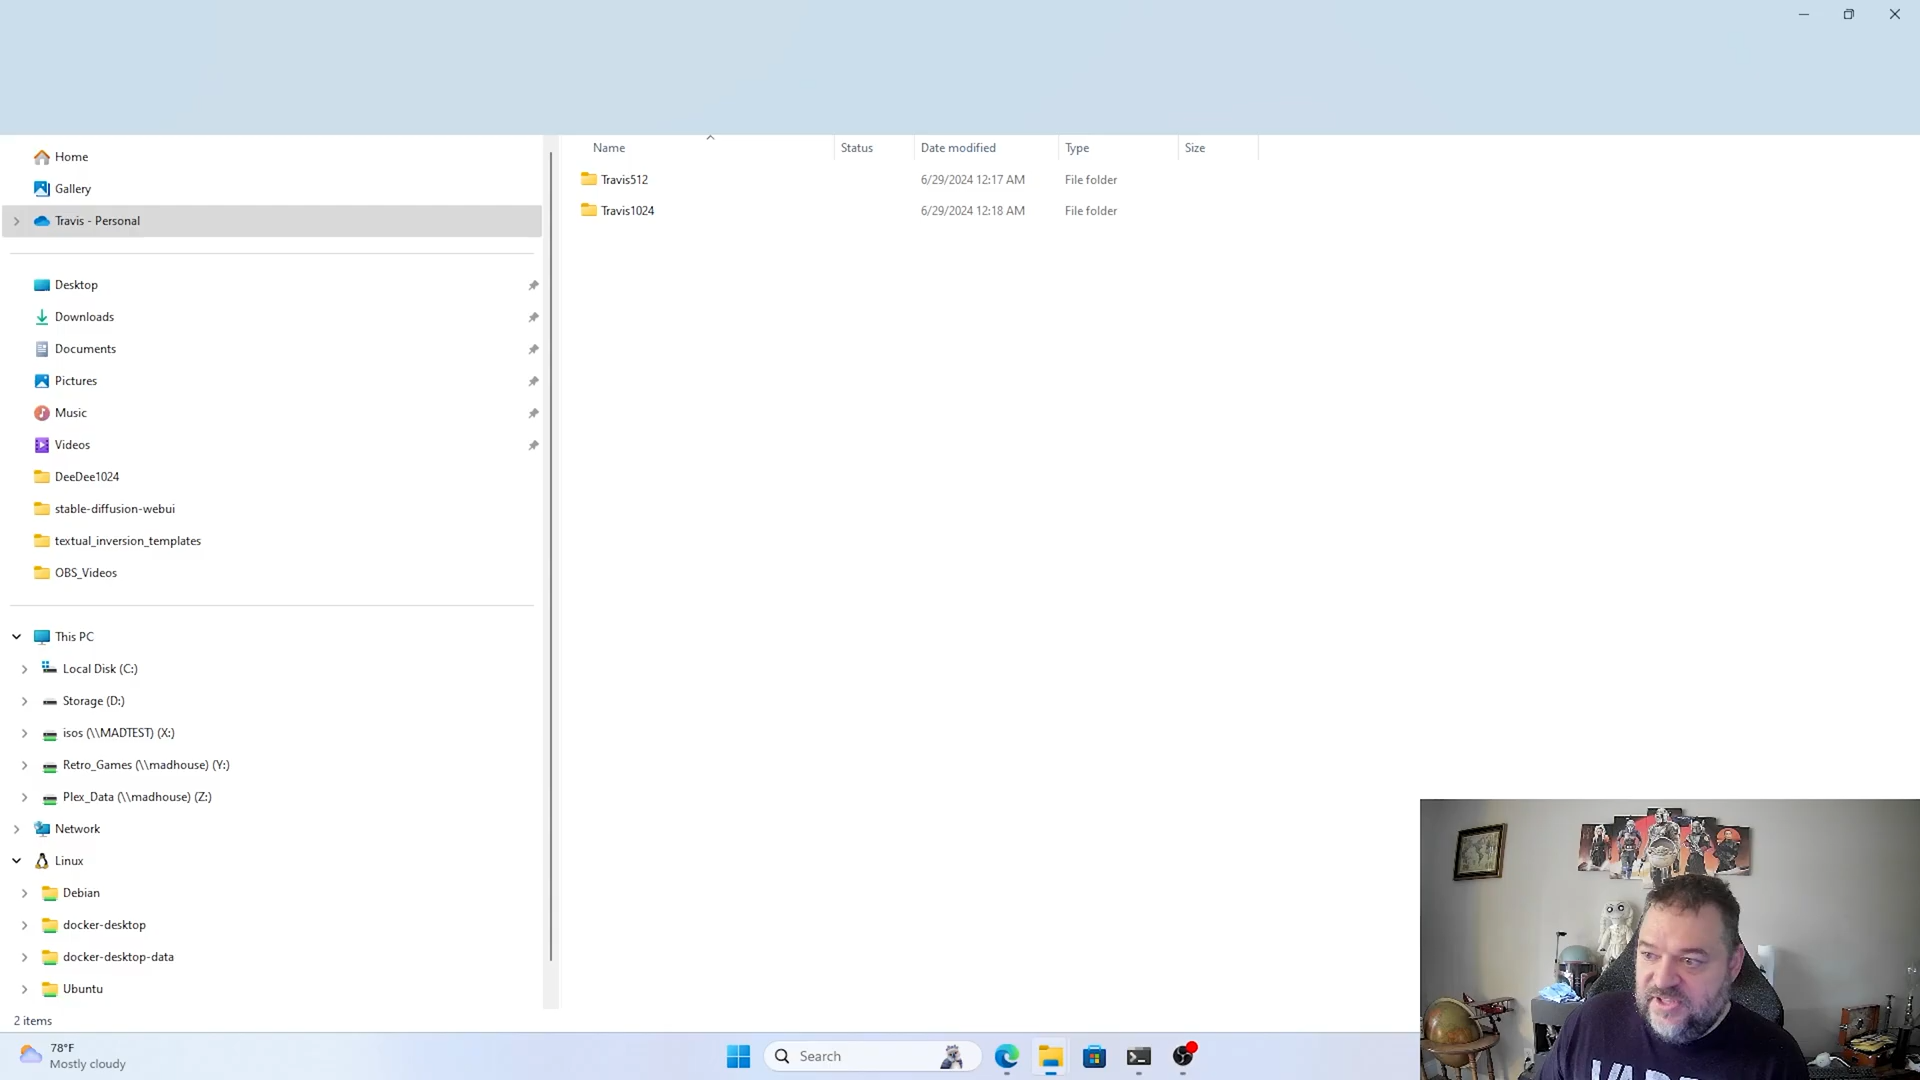 Name Status Date modified Type Size
Travis512 6/29/2024 12:17 AM File folder
Travis1024 6/29/2024 12:18 AM File folder
Home
Gallery
Travis - Personal
Desktop
Downloads
Documents
Pictures
Music
Videos
DeeDee1024
stable-diffusion-webui
textual_inversion_templates
OBS_Videos
This PC
Local Disk (C:)
Storage (D:)
isos (\\MADTEST) (X:)
Retro_Games (\\madhouse) (Y:)
Plex_Data (\\madhouse) (Z:)
Network
Linux
Debian
docker-desktop
docker-desktop-data
Ubuntu
2 items
78°F
Mostly cloudy
Search